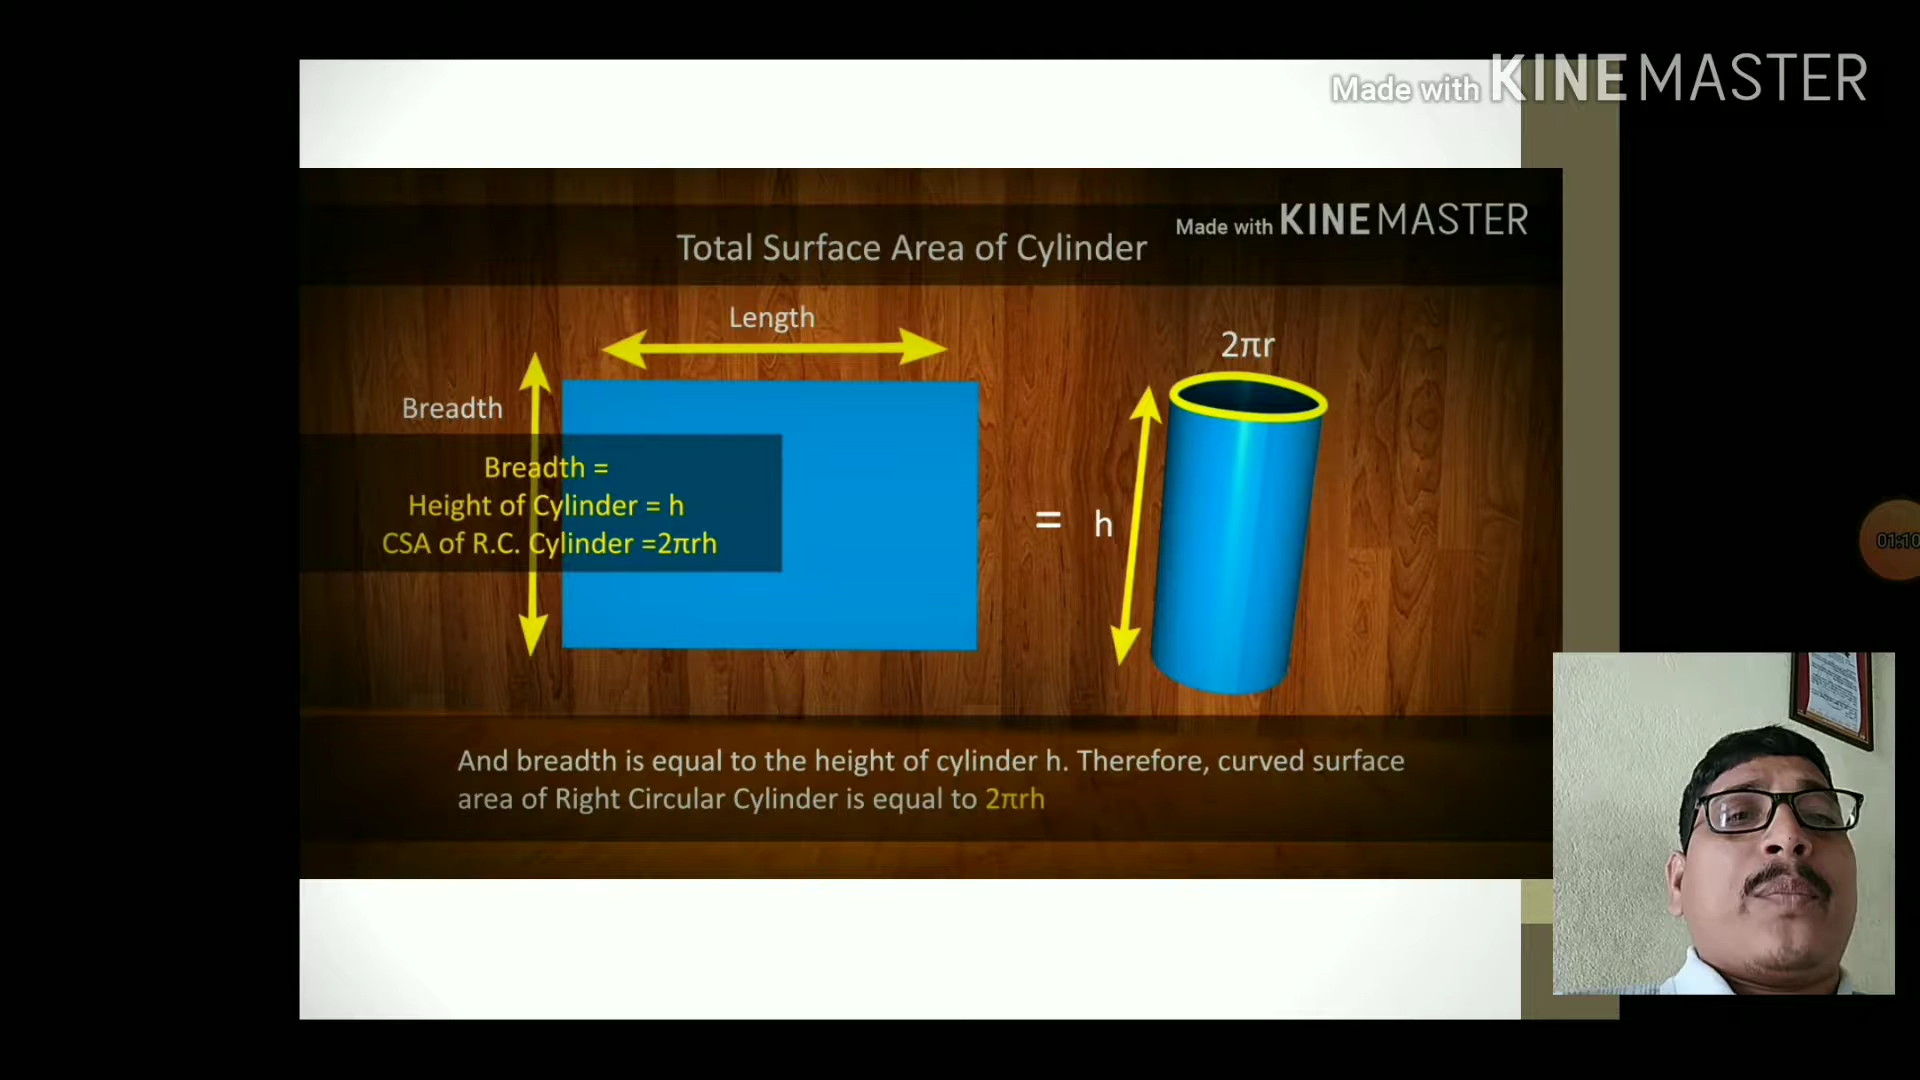 Made with KINEMASTER
Made with KINEMASTER
Total Surface Area of Cylinder
Length
2πr
Breadth
Breadth =
Height of Cylinder = h
CSA of R.C. Cylinder =2πrh
= h
01:10
And breadth is equal to the height of cylinder h. Therefore, curved surface
area of Right Circular Cylinder is equal to 2πrh